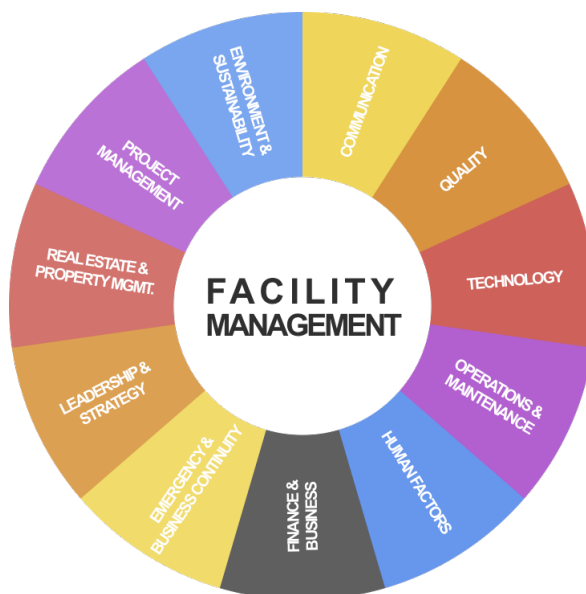 FACILITY
MANAGEMENT
COMMUNICATION
QUALITY
TECHNOLOGY
OPERATIONS &
MAINTENANCE
HUMAN FACTORS
FINANCE &
BUSINESS
EMERGENCY &
BUSINESS CONTINUITY
LEADERSHIP &
STRATEGY
REAL ESTATE &
PROPERTY MGMT.
PROJECT
MANAGEMENT
ENVIRONMENT &
SUSTAINABILITY